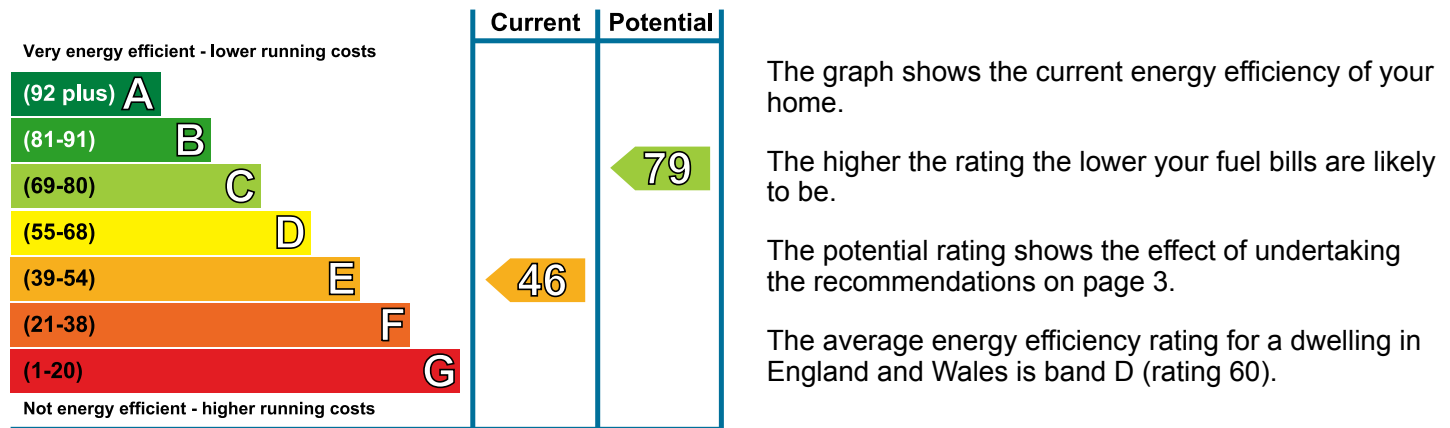 Current Potential
Very energy efficient - lower running costs
(92 plus) A
(81-91) B
(69-80) C
79
(55-68) D
(39-54) E
46
(21-38) F
(1-20) G
Not energy efficient - higher running costs
The graph shows the current energy efficiency of your
home.
The higher the rating the lower your fuel bills are likely
to be.
The potential rating shows the effect of undertaking
the recommendations on page 3.
The average energy efficiency rating for a dwelling in
England and Wales is band D (rating 60).